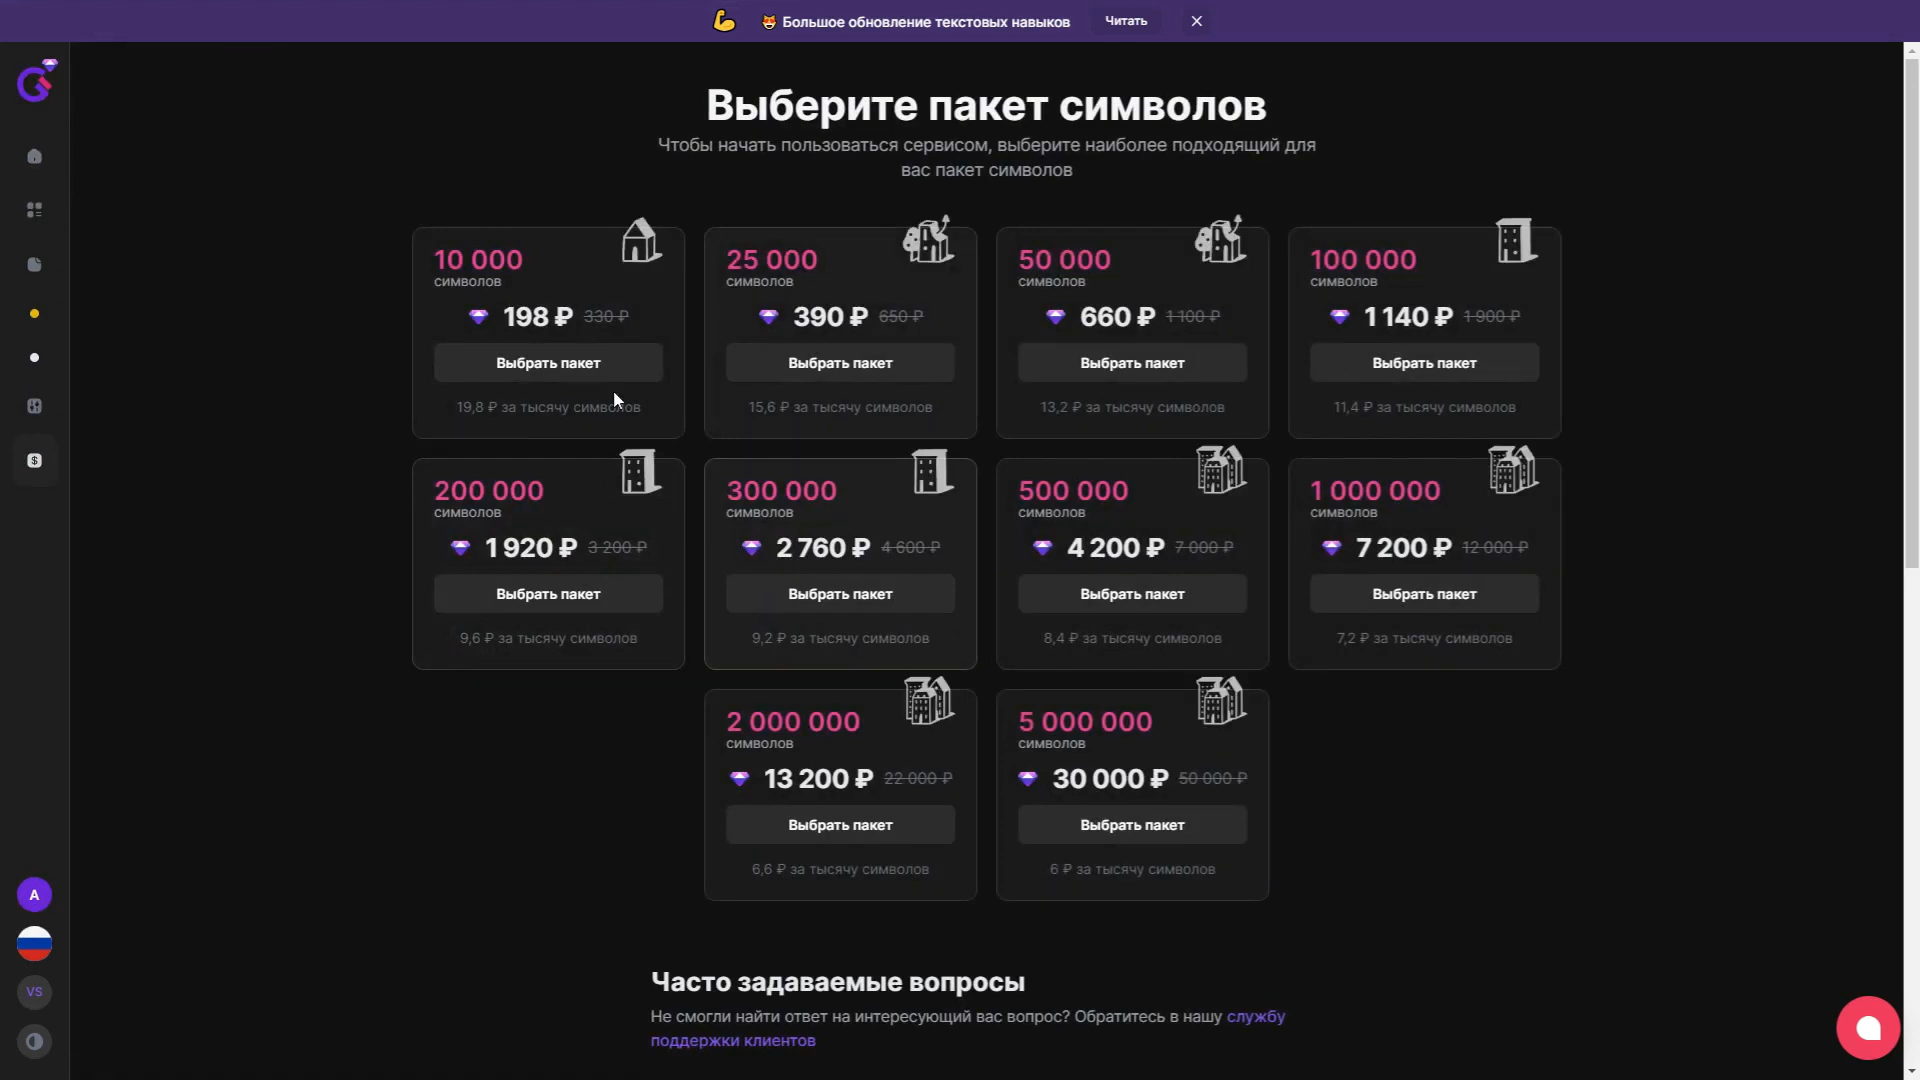 Большое обновление текстовых навыков Читать
Выберите пакет символов
Чтобы начать пользоваться сервисом, выберите наиболее подходящий для
вас пакет символов
10 000
символов
198 ₽ 330 ₽
Выбрать пакет
19,8 ₽ за тысячу символов
25 000
символов
390 ₽ 650 ₽
Выбрать пакет
15,6 ₽ за тысячу символов
50 000
символов
660 ₽ 1 100 ₽
Выбрать пакет
13,2 ₽ за тысячу символов
100 000
символов
1 140 ₽ 1 900 ₽
Выбрать пакет
11,4 ₽ за тысячу символов
200 000
символов
1 920 ₽ 3 200 ₽
Выбрать пакет
9,6 ₽ за тысячу символов
300 000
символов
2 760 ₽ 4 600 ₽
Выбрать пакет
9,2 ₽ за тысячу символов
500 000
символов
4 200 ₽ 7 000 ₽
Выбрать пакет
8,4 ₽ за тысячу символов
1 000 000
символов
7 200 ₽ 12 000 ₽
Выбрать пакет
7,2 ₽ за тысячу символов
2 000 000
символов
13 200 ₽ 22 000 ₽
Выбрать пакет
6,6 ₽ за тысячу символов
5 000 000
символов
30 000 ₽ 50 000 ₽
Выбрать пакет
6 ₽ за тысячу символов
A
VS
Часто задаваемые вопросы
Не смогли найти ответ на интересующий вас вопрос? Обратитесь в нашу службу
поддержки клиентов